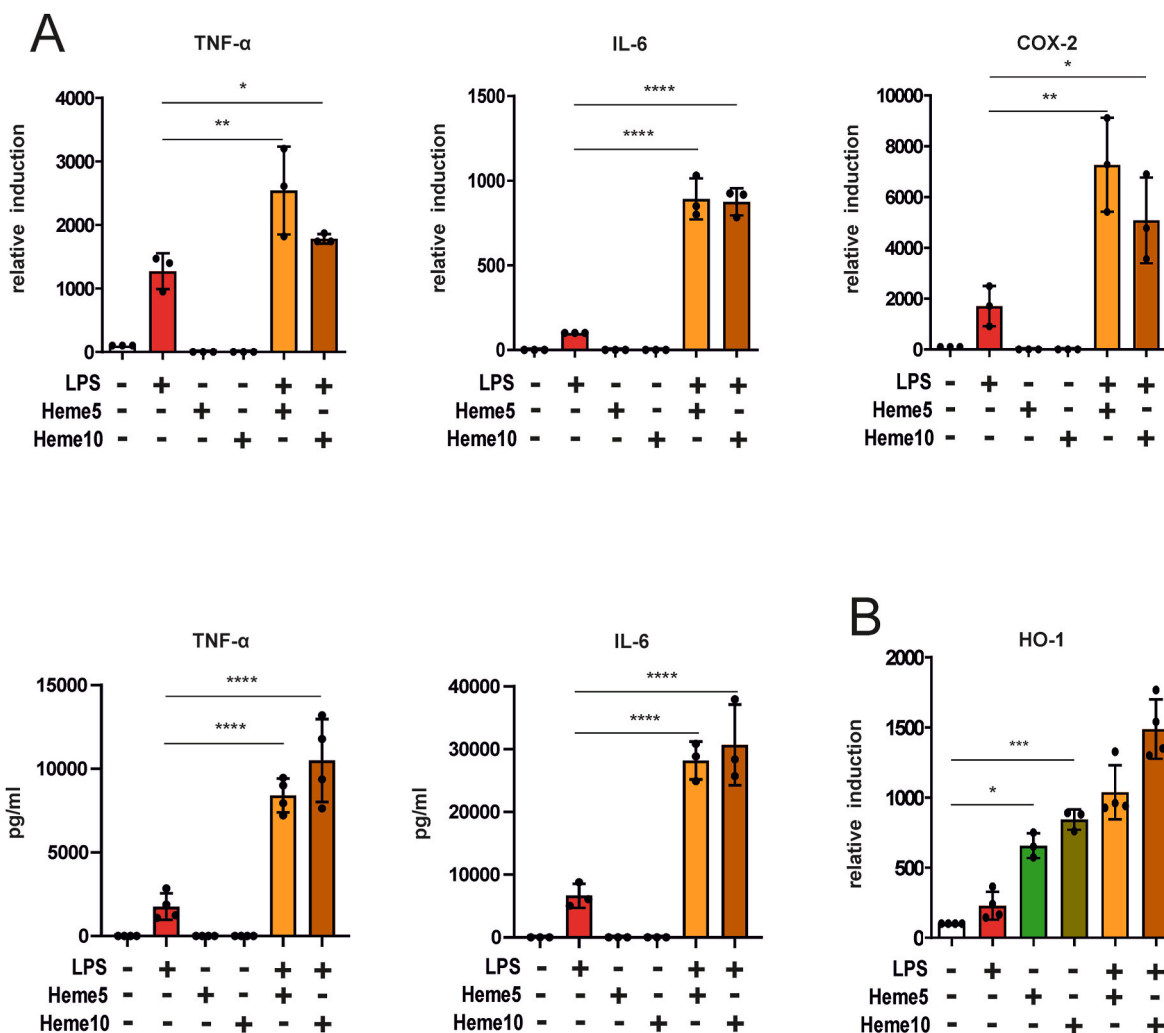 A
TNF-α
relative induction
4000
3000
2000
1000
0
*
**
LPS - + - - + +
Heme5 - - + - + -
Heme10 - - - + - +
IL-6
relative induction
1500
1000
500
0
****
****
LPS - + - - + +
Heme5 - - + - + -
Heme10 - - - + - +
COX-2
relative induction
10000
8000
6000
4000
2000
0
*
**
LPS - + - - + +
Heme5 - - + - + -
Heme10 - - - + - +
TNF-α
pg/ml
15000
10000
5000
0
****
****
LPS - + - - + +
Heme5 - - + - + -
Heme10 - - - + - +
IL-6
pg/ml
40000
30000
20000
10000
0
****
****
LPS - + - - + +
Heme5 - - + - + -
Heme10 - - - + - +
B
HO-1
relative induction
2000
1500
1000
500
0
***
*
LPS - + - - + +
Heme5 - - + - + -
Heme10 - - - + - +